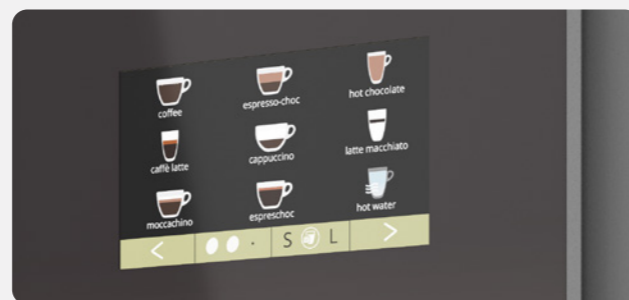 coffee
espresso-choc
hot chocolate
caffè latte
cappuccino
latte macchiato
moccachino
espreschoc
hot water
< S L >